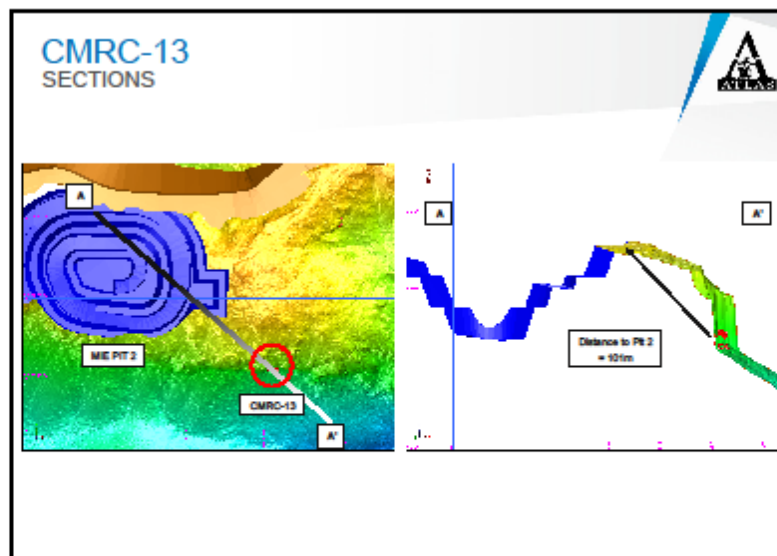 CMRC-13
SECTIONS
ATLAS
A
MIE PIT 2
CMRC-13
A'
A
A'
Distance to Pit 2
= 101m